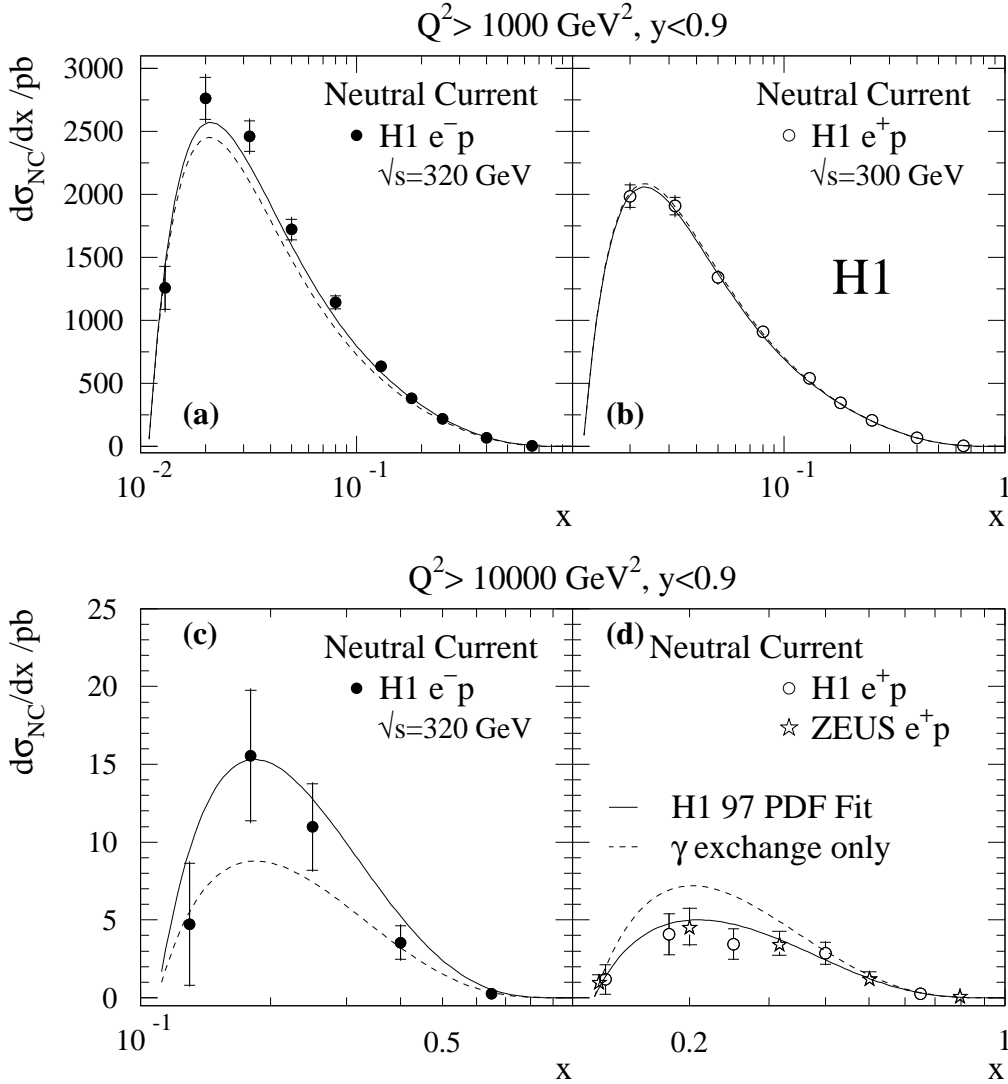 Q²> 1000 GeV², y<0.9
dσNC/dx /pb
3000
2500
2000
1500
1000
500
0
Neutral Current
H1 e⁻p
√s=320 GeV
(a)
Neutral Current
H1 e⁺p
√s=300 GeV
H1
(b)
10⁻² 10⁻¹ 10⁻¹ 1
x x
Q²> 10000 GeV², y<0.9
dσNC/dx /pb
25
20
15
10
5
0
(c)
Neutral Current
H1 e⁻p
√s=320 GeV
(d)
Neutral Current
H1 e⁺p
ZEUS e⁺p
H1 97 PDF Fit
γ exchange only
10⁻¹ 0.5 0.2 1
x x